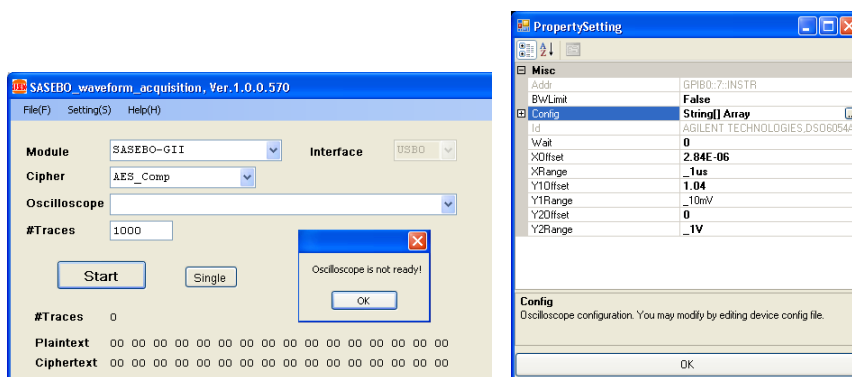 SASEBO_waveform_acquisition, Ver.1.0.0.570
File(F) Setting(S) Help(H)
Module SASEBO-GII Interface USB0
Cipher AES_Comp
Oscilloscope
#Traces 1000
Oscilloscope is not ready!
OK
Start Single
#Traces 0
Plaintext 00 00 00 00 00 00 00 00 00 00 00 00 00 00 00 00
Ciphertext 00 00 00 00 00 00 00 00 00 00 00 00 00 00 00 00
PropertySetting
Misc
Addr GPIB0::7::INSTR
BWLimit False
Config String[] Array
Id AGILENT TECHNOLOGIES,DSO6054A
Wait 0
XOffset 2.84E-06
XRange _1us
Y1Offset 1.04
Y1Range _10mV
Y2Offset 0
Y2Range _1V
Config
Oscilloscope configuration. You may modify by editing device config file.
OK